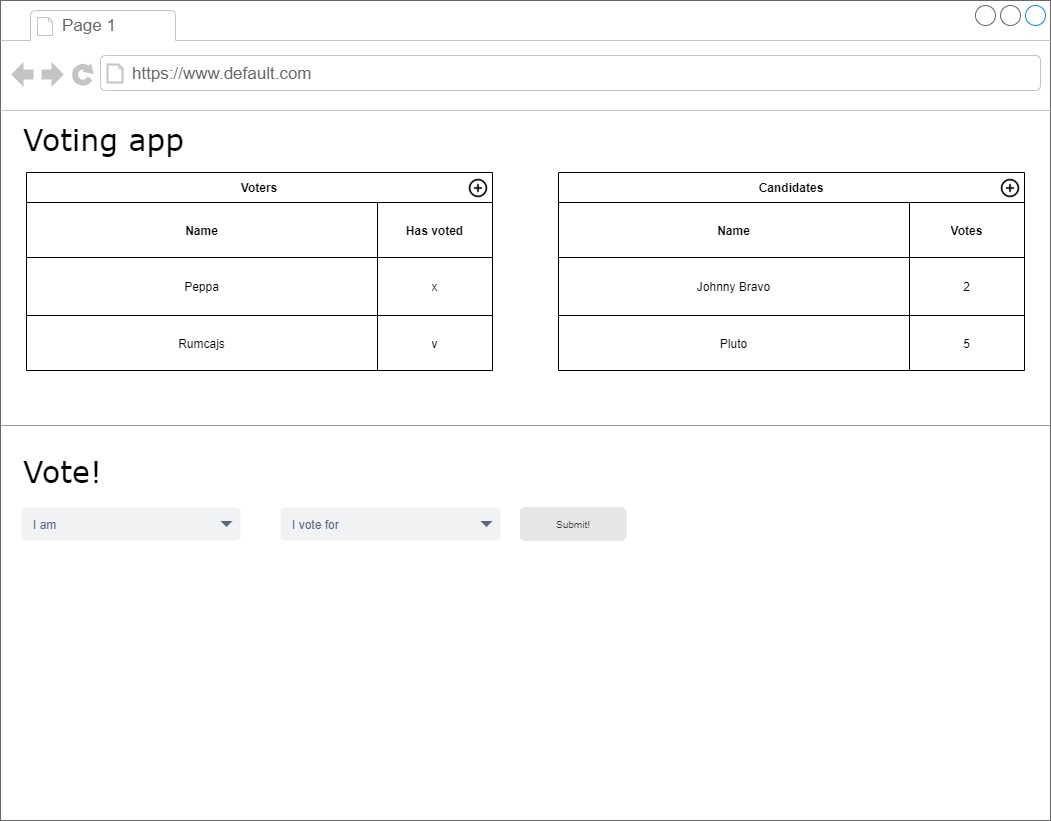 Page 1
https://www.default.com
Voting app
Voters
Name Has voted
Peppa x
Rumcajs v
Candidates
Name Votes
Johnny Bravo 2
Pluto 5
Vote!
I am
I vote for
Submit!